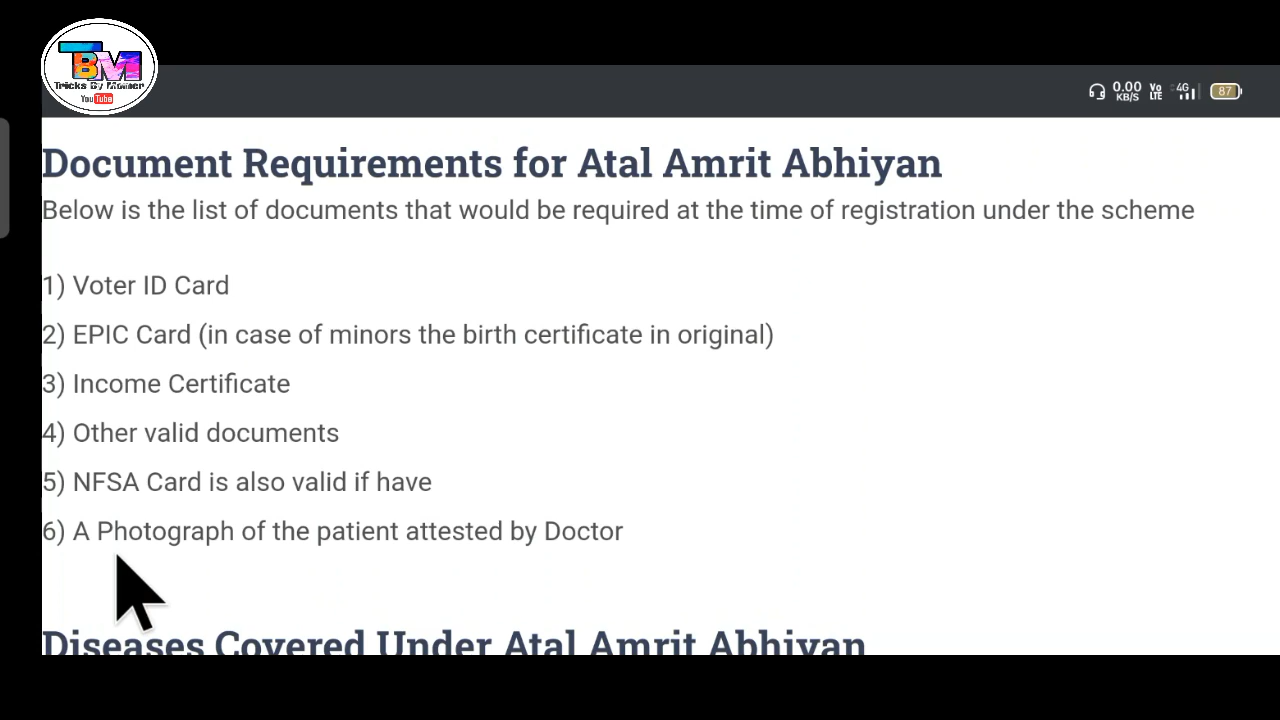 TBM
Tricks By Momer
YouTube
0.00 KB/S Vo LTE 4G 87
Document Requirements for Atal Amrit Abhiyan
Below is the list of documents that would be required at the time of registration under the scheme
1) Voter ID Card
2) EPIC Card (in case of minors the birth certificate in original)
3) Income Certificate
4) Other valid documents
5) NFSA Card is also valid if have
6) A Photograph of the patient attested by Doctor
Diseases Covered Under Atal Amrit Abhiyan